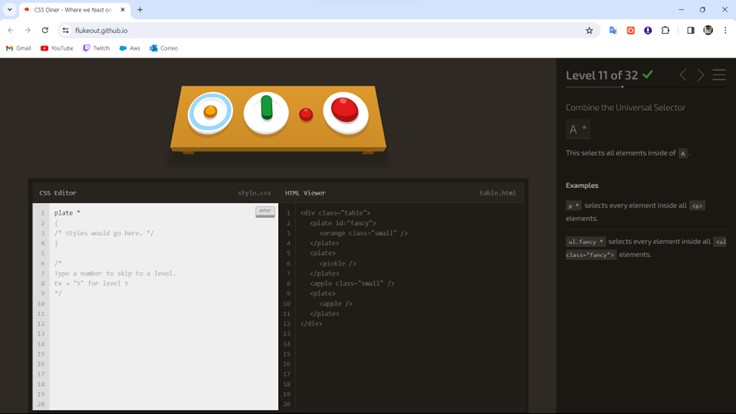 CSS Diner - Where we feast on
flukeout.github.io
Gmail YouTube Twitch Aws Correo
Level 11 of 32
Combine the Universal Selector
A *
This selects all elements inside of A.
Examples
p * selects every element inside all <p>
elements.
ul.fancy * selects every element inside all <ul
class="fancy"> elements.
CSS Editor style.css
enter
1 plate *
2 {
3 /* Styles would go here. */
4 }
5
6 /*
7 Type a number to skip to a level.
8 Ex → "5" for level 5
9 */
10
11
12
13
14
15
16
17
18
19
20
HTML Viewer table.html
1 <div class="table">
2 <plate id="fancy">
3 <orange class="small" />
4 </plate>
5 <plate>
6 <pickle />
7 </plate>
8 <apple class="small" />
9 <plate>
10 <apple />
11 </plate>
12 </div>
13
14
15
16
17
18
19
20